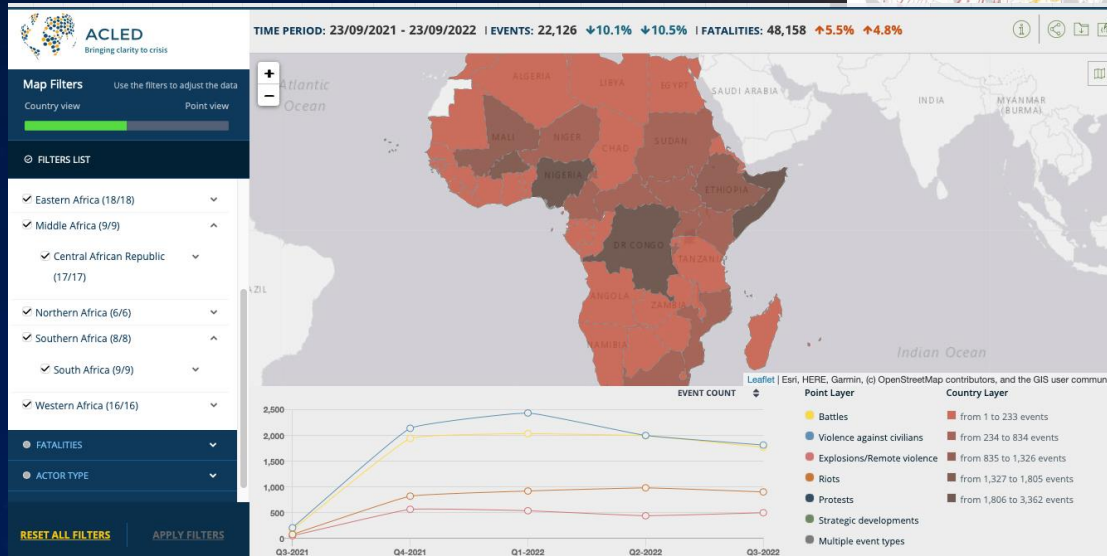 ACLED
Bringing clarity to crisis
TIME PERIOD: 23/09/2021 - 23/09/2022 | EVENTS: 22,126 ↓10.1% ↓10.5% | FATALITIES: 48,158 ↑5.5% ↑4.8%
Map Filters Use the filters to adjust the data
Country view Point view
FILTERS LIST
Eastern Africa (18/18)
Middle Africa (9/9)
Central African Republic
(17/17)
Northern Africa (6/6)
Southern Africa (8/8)
South Africa (9/9)
Western Africa (16/16)
FATALITIES
ACTOR TYPE
RESET ALL FILTERS APPLY FILTERS
+
−
Atlantic
Ocean
ALGERIA
LIBYA
EGYPT
SAUDI ARABIA
INDIA
MYANMAR
(BURMA)
MALI
NIGER
CHAD
SUDAN
NIGERIA
ETHIOPIA
DR CONGO
TANZANIA
ANGOLA
ZAMBIA
NAMIBIA
AZIL
Indian Ocean
Leaflet | Esri, HERE, Garmin, (c) OpenStreetMap contributors, and the GIS user commun
EVENT COUNT
2,500
2,000
1,500
1,000
500
0
Q3-2021 Q4-2021 Q1-2022 Q2-2022 Q3-2022
Point Layer
Battles
Violence against civilians
Explosions/Remote violence
Riots
Protests
Strategic developments
Multiple event types
Country Layer
from 1 to 233 events
from 234 to 834 events
from 835 to 1,326 events
from 1,327 to 1,805 events
from 1,806 to 3,362 events